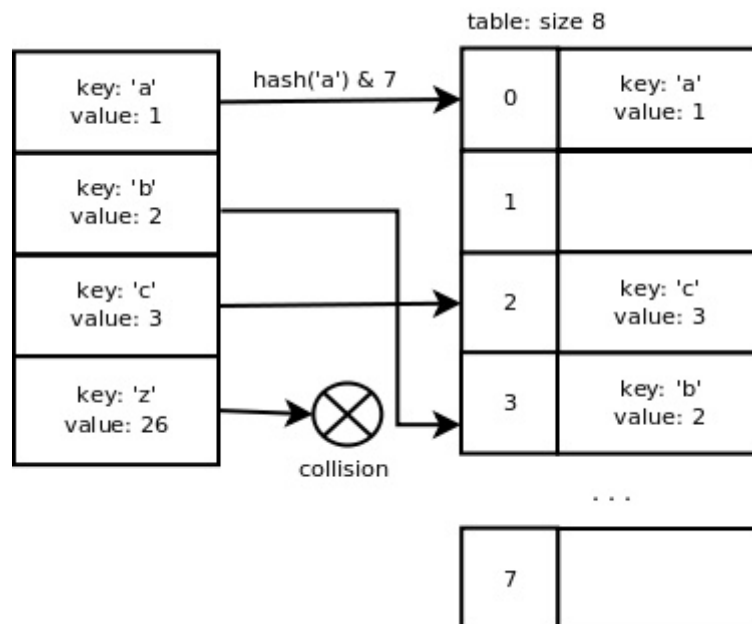 table: size 8
key: 'a'
value: 1
hash('a') & 7
0
key: 'a'
value: 1
key: 'b'
value: 2
1
key: 'c'
value: 3
2
key: 'c'
value: 3
key: 'z'
value: 26
collision
3
key: 'b'
value: 2
. . .
7